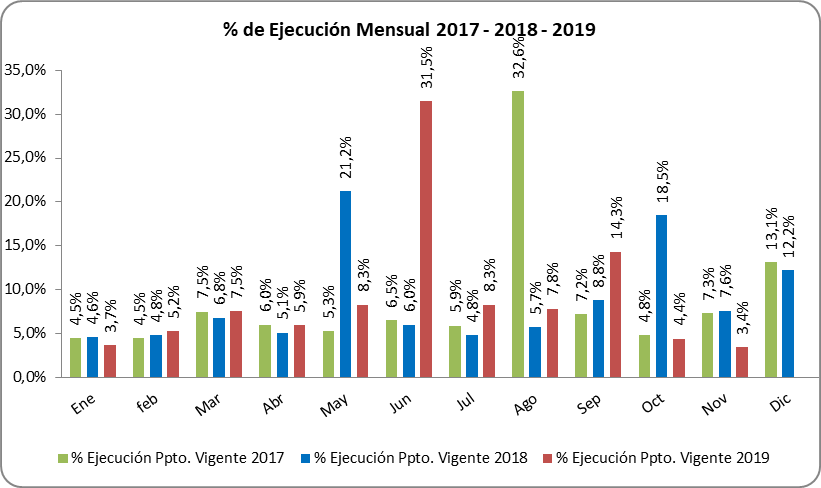 % de Ejecución Mensual 2017 - 2018 - 2019
35,0%
30,0%
25,0%
20,0%
15,0%
10,0%
5,0%
0,0%
4,5%
4,6%
3,7%
4,5%
4,8%
5,2%
7,5%
6,8%
7,5%
6,0%
5,1%
5,9%
5,3%
21,2%
8,3%
6,5%
6,0%
31,5%
5,9%
4,8%
8,3%
32,6%
5,7%
7,8%
7,2%
8,8%
14,3%
4,8%
18,5%
4,4%
7,3%
7,6%
3,4%
13,1%
12,2%
Ene
feb
Mar
Abr
May
Jun
Jul
Ago
Sep
Oct
Nov
Dic
% Ejecución Ppto. Vigente 2017
% Ejecución Ppto. Vigente 2018
% Ejecución Ppto. Vigente 2019